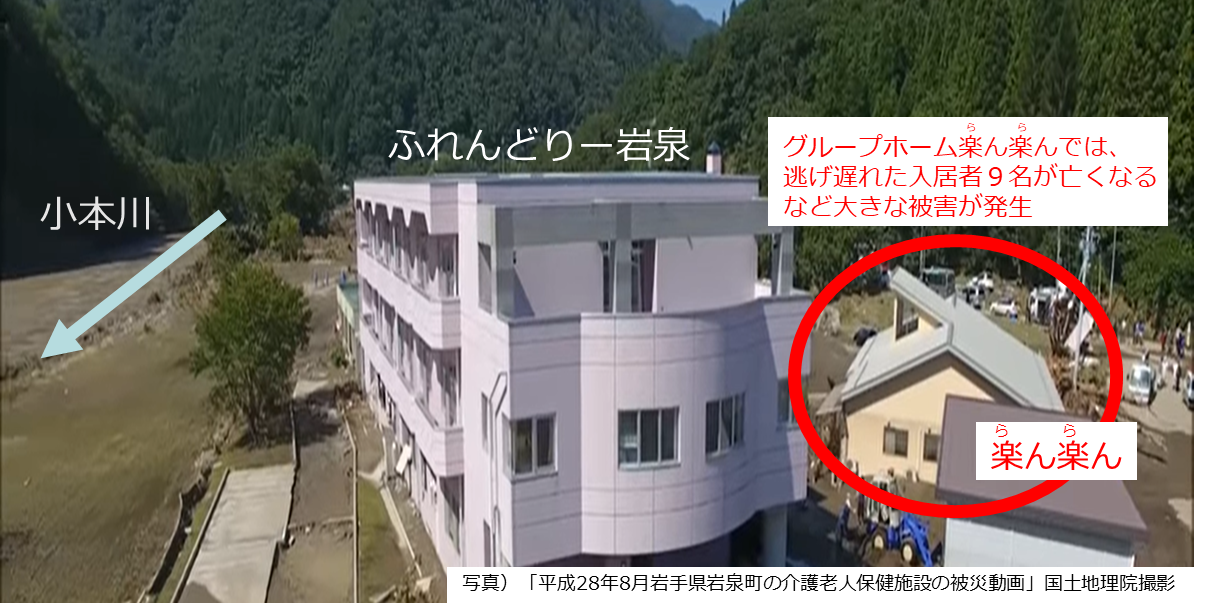 ふれんどりー岩泉
小本川
グループホーム楽ん楽んでは、
逃げ遅れた入居者９名が亡くなる
など大きな被害が発生
楽ん楽ん
写真）「平成28年8月岩手県岩泉町の介護老人保健施設の被災動画」国土地理院撮影